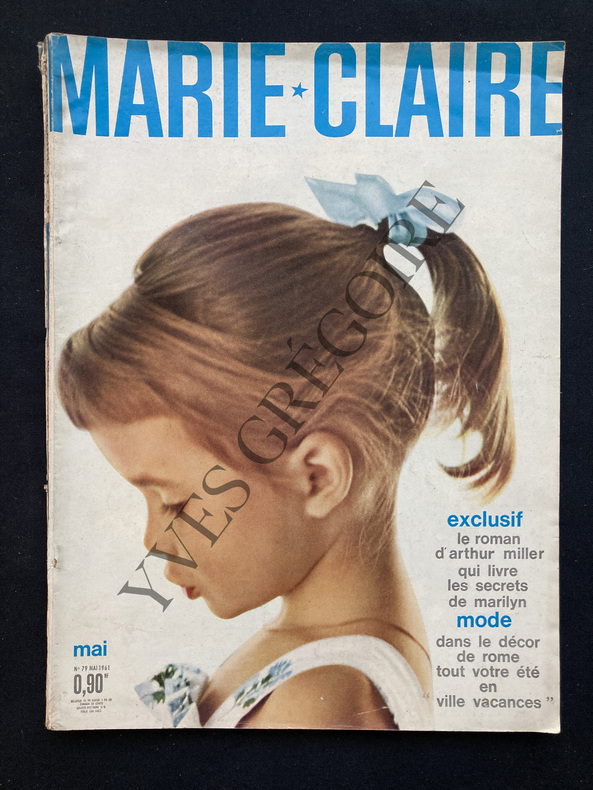 MARIE★CLAIRE
YVES GRÉGOIRE
exclusif
le roman
d'arthur miller
qui livre
les secrets
de marilyn
mode
dans le décor
de rome
tout votre été
en
" ville vacances "
mai
N° 79 MAI 1961
0,90